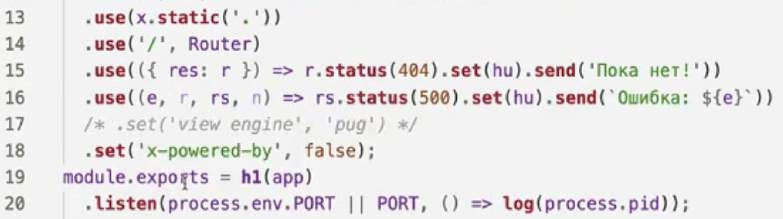 13 .use(x.static('.'))
14 .use('/', Router)
15 .use(({ res: r }) => r.status(404).set(hu).send('Пока нет!'))
16 .use((e, r, rs, n) => rs.status(500).set(hu).send(`Ошибка: ${e}`))
17 /* .set('view engine', 'pug') */
18 .set('x-powered-by', false);
19 module.exports = h1(app)
20 .listen(process.env.PORT || PORT, () => log(process.pid));